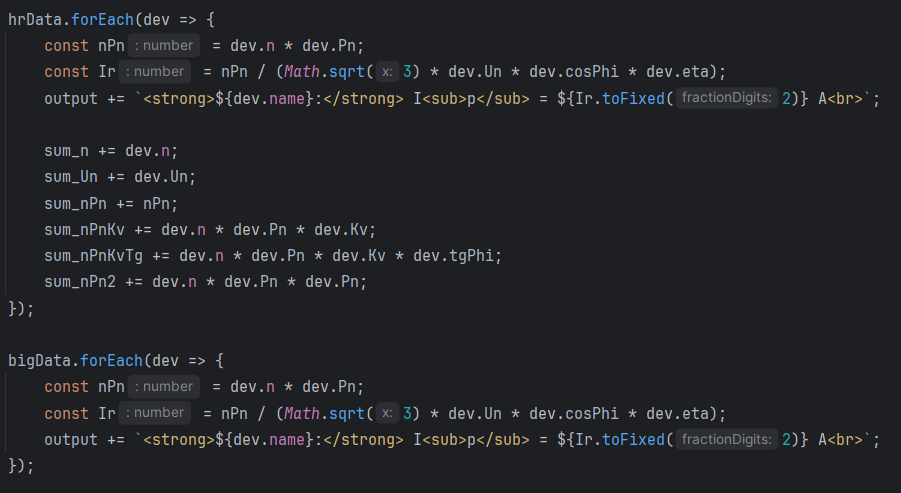 hrData.forEach(dev => {
    const nPn : number  = dev.n * dev.Pn;
    const Ir : number  = nPn / (Math.sqrt( x: 3) * dev.Un * dev.cosPhi * dev.eta);
    output += `<strong>${dev.name}:</strong> I<sub>p</sub> = ${Ir.toFixed( fractionDigits: 2)} A<br>`;

    sum_n += dev.n;
    sum_Un += dev.Un;
    sum_nPn += nPn;
    sum_nPnKv += dev.n * dev.Pn * dev.Kv;
    sum_nPnKvTg += dev.n * dev.Pn * dev.Kv * dev.tgPhi;
    sum_nPn2 += dev.n * dev.Pn * dev.Pn;
});

bigData.forEach(dev => {
    const nPn : number  = dev.n * dev.Pn;
    const Ir : number  = nPn / (Math.sqrt( x: 3) * dev.Un * dev.cosPhi * dev.eta);
    output += `<strong>${dev.name}:</strong> I<sub>p</sub> = ${Ir.toFixed( fractionDigits: 2)} A<br>`;
});